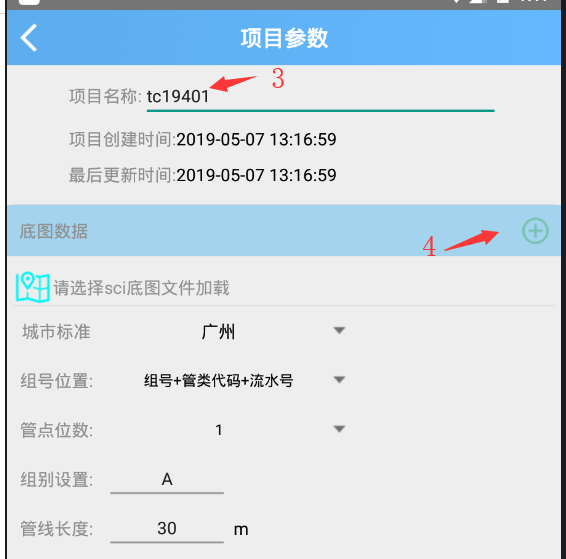 项目参数
项目名称: tc19401
3
项目创建时间:2019-05-07 13:16:59
最后更新时间:2019-05-07 13:16:59
底图数据
4
请选择sci底图文件加载
城市标准 广州
组号位置: 组号+管类代码+流水号
管点位数: 1
组别设置: A
管线长度: 30 m